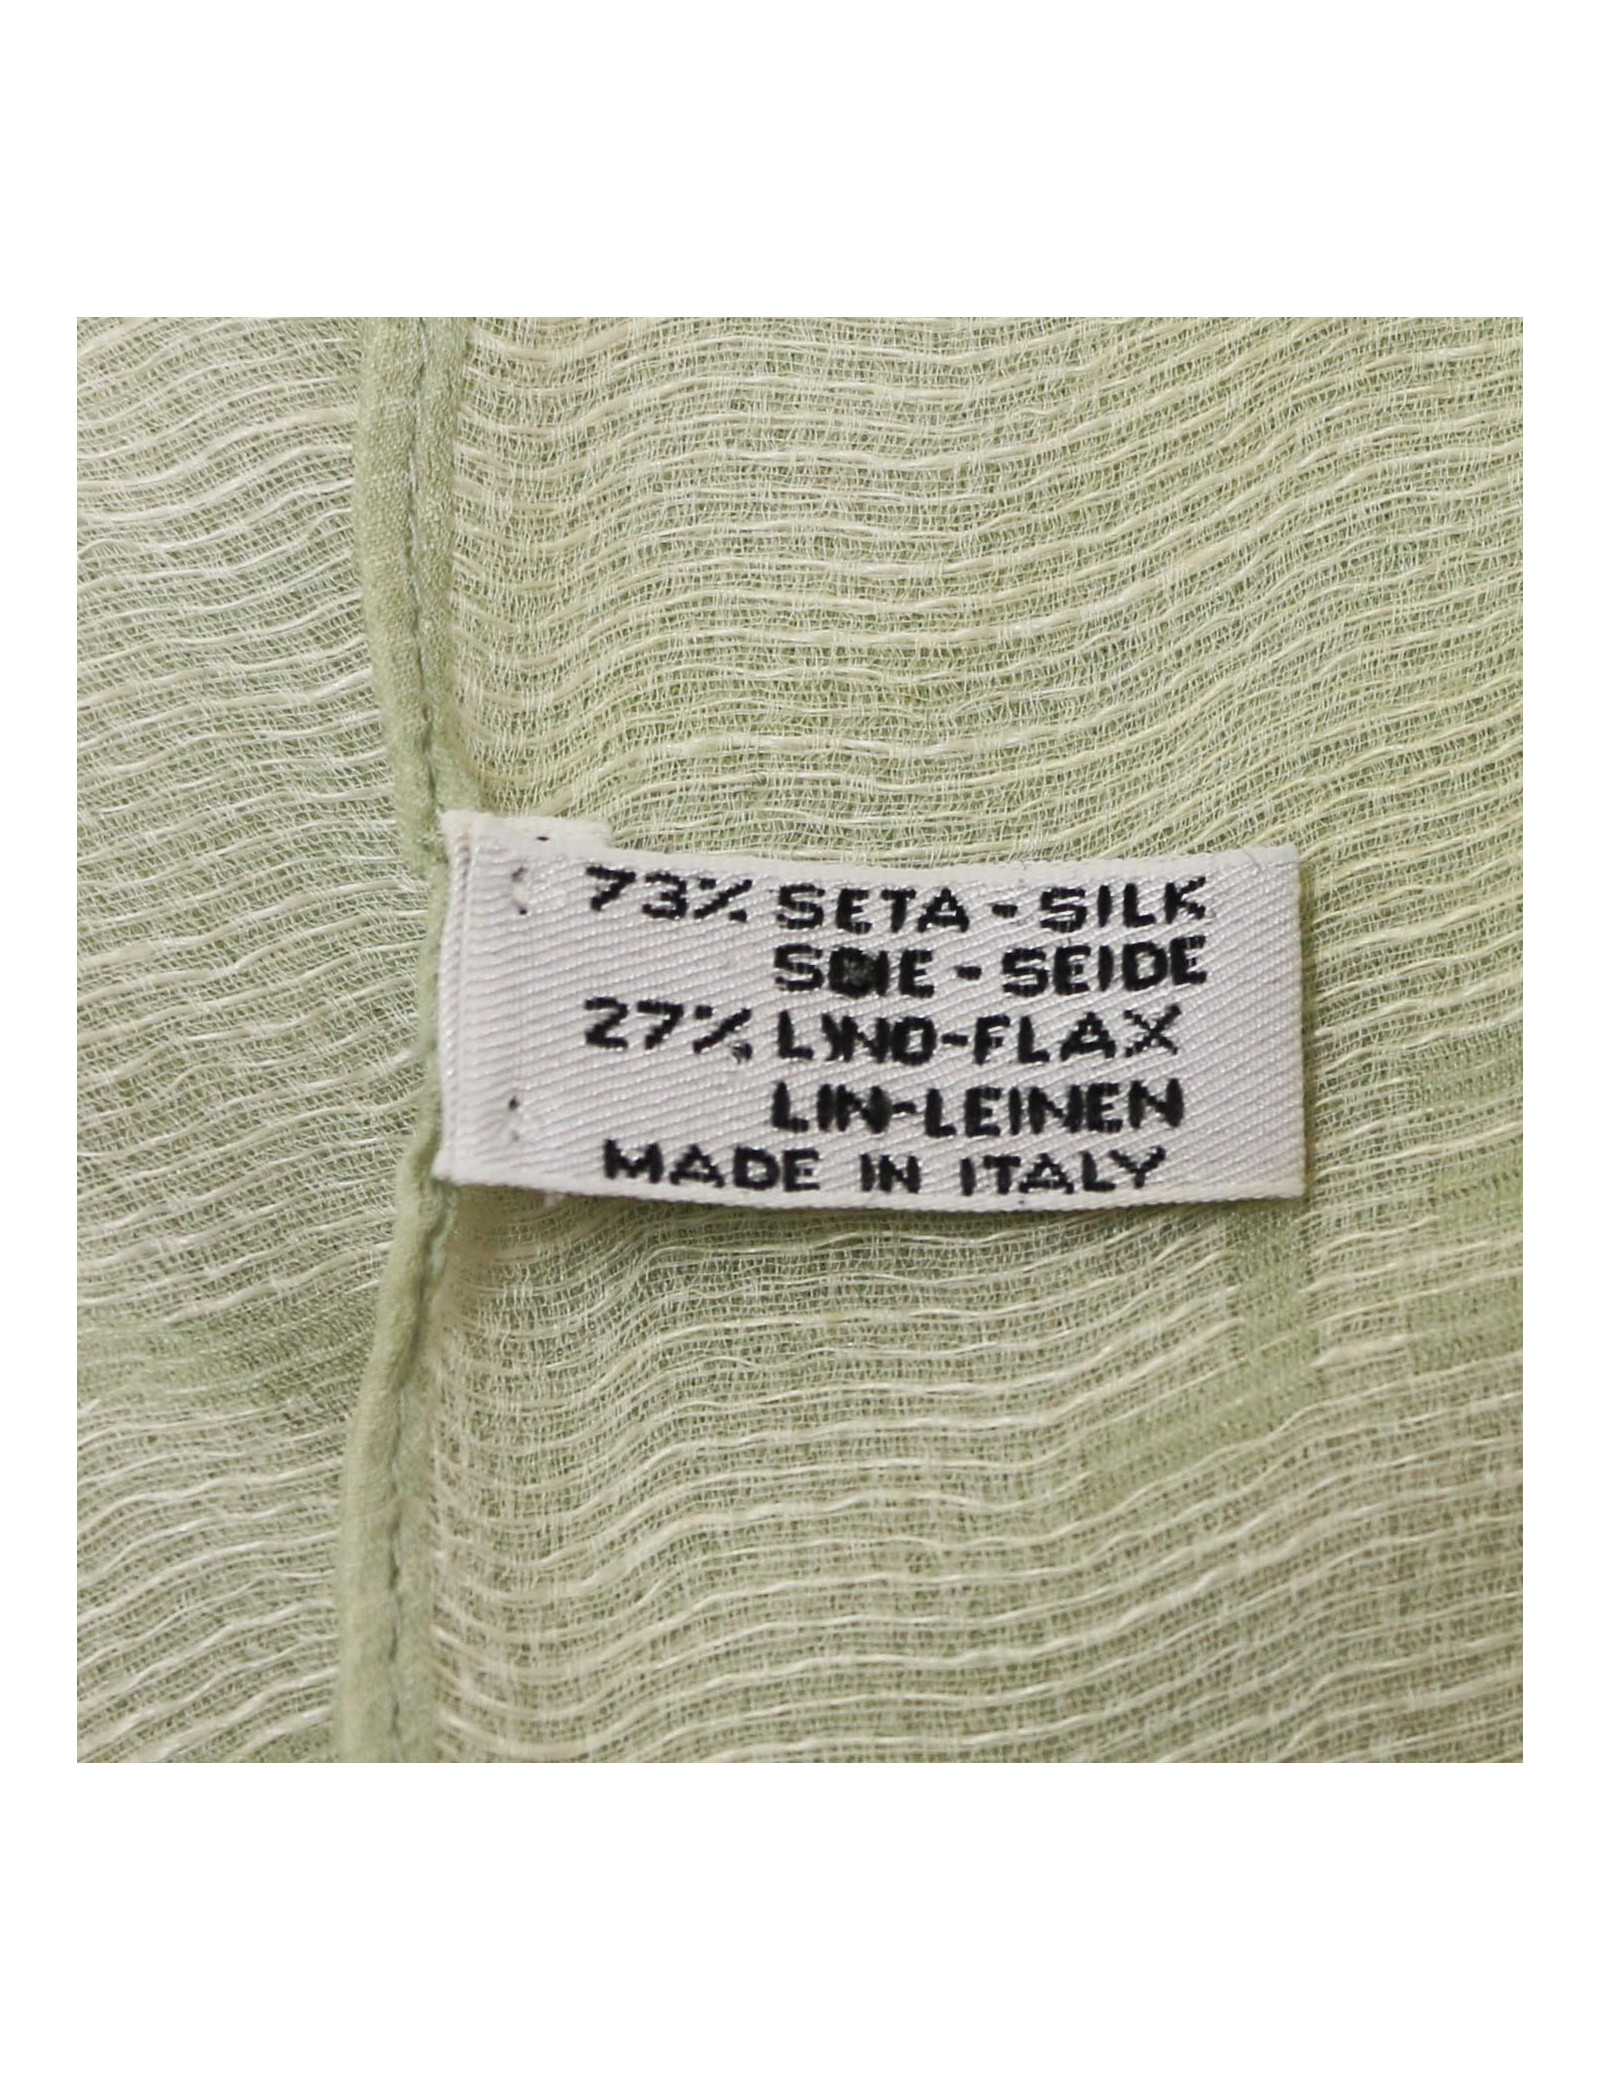 73% SETA - SILK
SOIE - SEIDE
27% LINO-FLAX
LIN-LEINEN
MADE IN ITALY